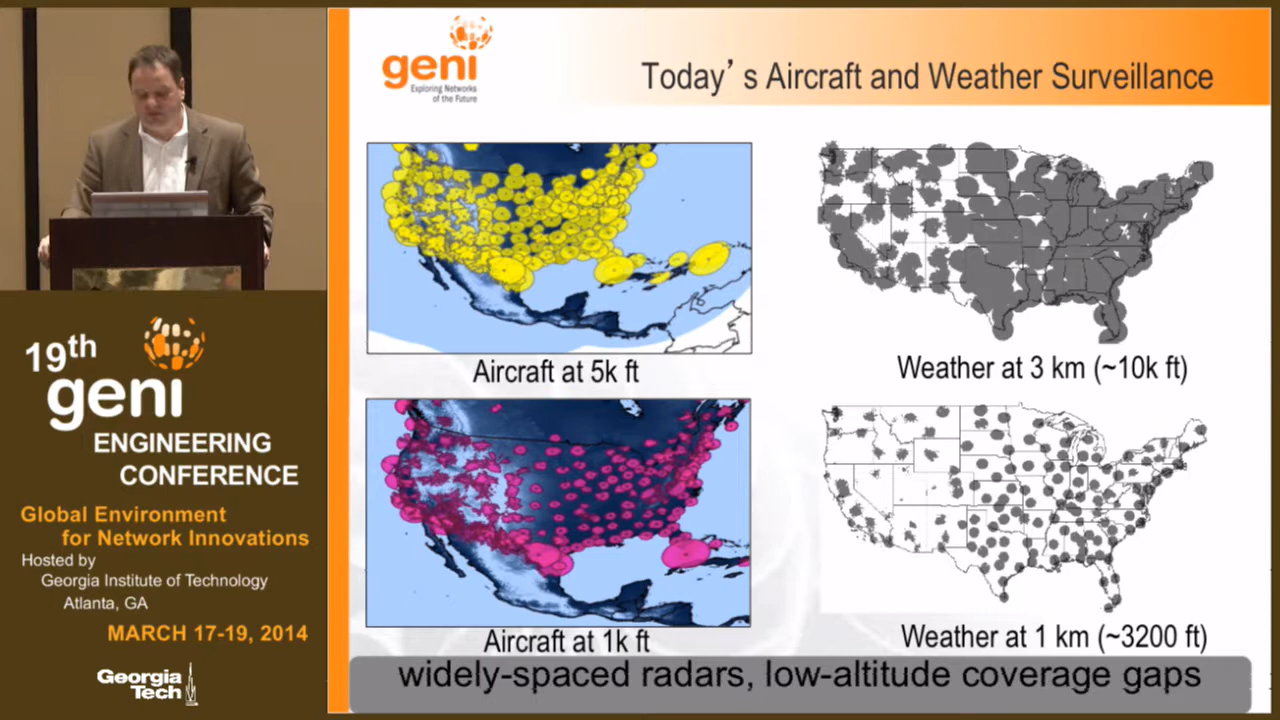 geni
Exploring Networks
of the Future
Today's Aircraft and Weather Surveillance
Aircraft at 5k ft
Weather at 3 km (~10k ft)
Aircraft at 1k ft
Weather at 1 km (~3200 ft)
widely-spaced radars, low-altitude coverage gaps
19th
geni
ENGINEERING
CONFERENCE
Global Environment
for Network Innovations
Hosted by
Georgia Institute of Technology
Atlanta, GA
MARCH 17-19, 2014
Georgia
Tech